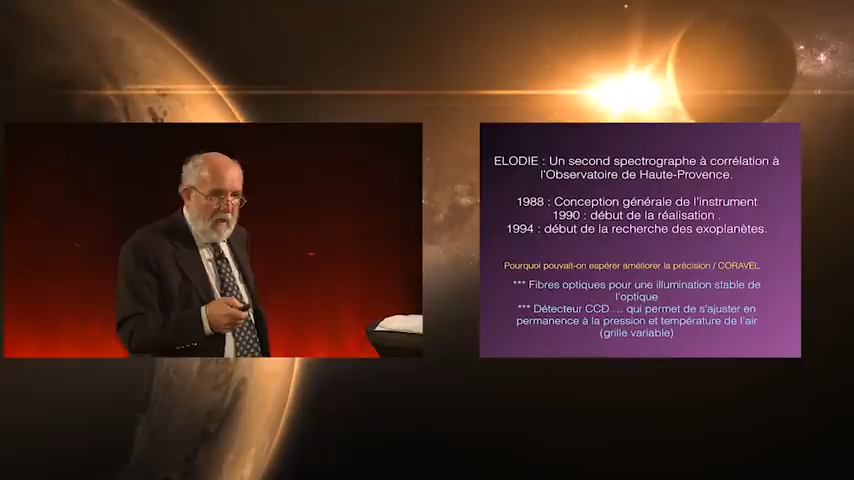 ELODIE : Un second spectrographe à corrélation à
l'Observatoire de Haute-Provence.
1988 : Conception générale de l'instrument
1990 : début de la réalisation .
1994 : début de la recherche des exoplanètes.
Pourquoi pouvait-on espérer améliorer la précision / CORAVEL
*** Fibres optiques pour une illumination stable de
l'optique
*** Détecteur CCD ... qui permet de s'ajuster en
permanence à la pression et température de l'air
(grille variable)